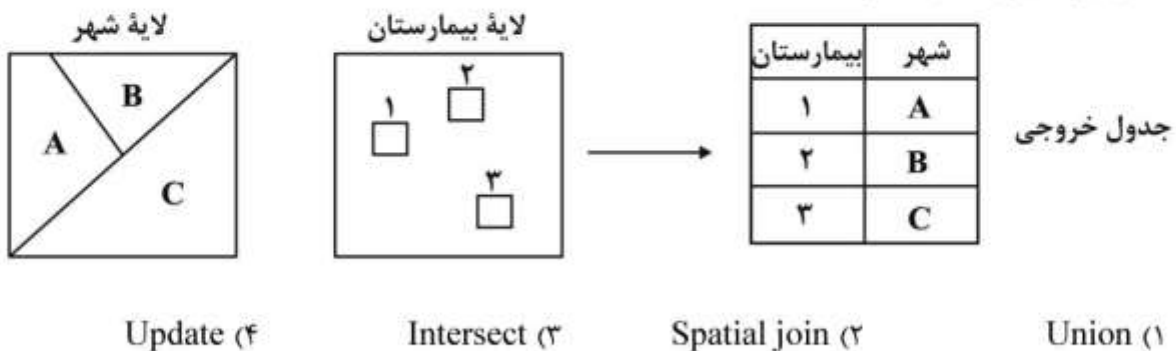 لایهٔ شهر
A
B
C
لایهٔ بیمارستان
۱
۲
۳
بیمارستان شهر
۱ A
۲ B
۳ C
جدول خروجی
۱) Union ۲) Spatial join ۳) Intersect ۴) Update